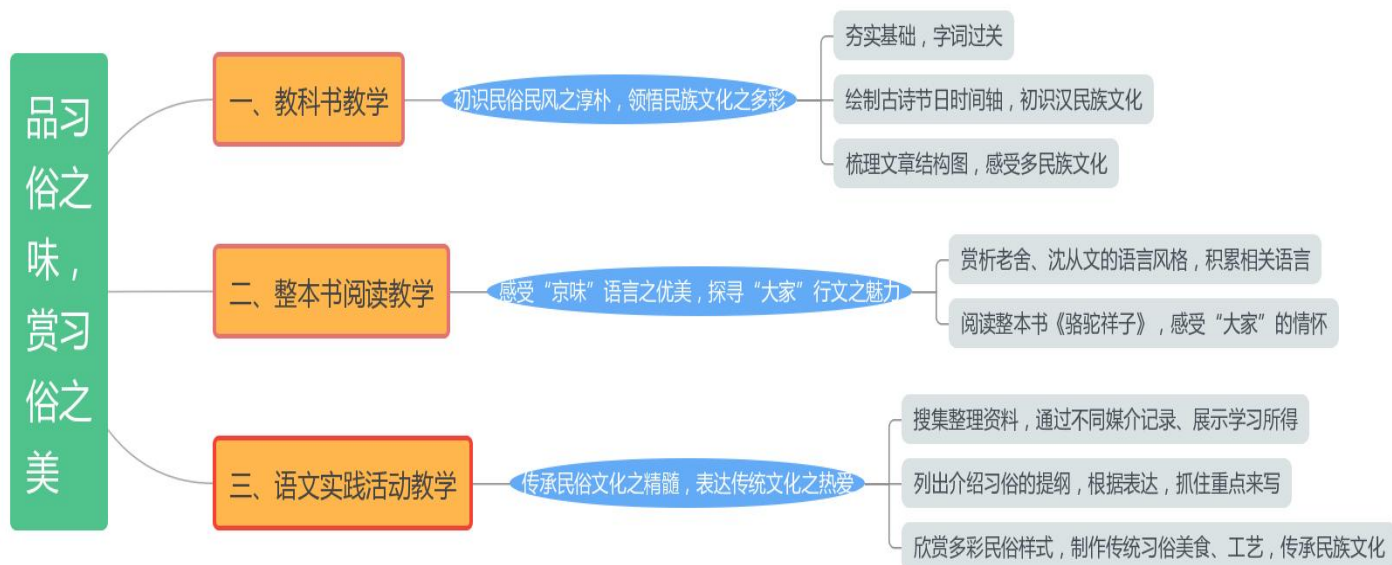 品习
俗之
味，
赏习
俗之
美
一、教科书教学
初识民俗民风之淳朴，领悟民族文化之多彩
夯实基础，字词过关
绘制古诗节日时间轴，初识汉民族文化
梳理文章结构图，感受多民族文化
二、整本书阅读教学
感受“京味”语言之优美，探寻“大家”行文之魅力
赏析老舍、沈从文的语言风格，积累相关语言
阅读整本书《骆驼祥子》，感受“大家”的情怀
三、语文实践活动教学
传承民俗文化之精髓，表达传统文化之热爱
搜集整理资料，通过不同媒介记录、展示学习所得
列出介绍习俗的提纲，根据表达，抓住重点来写
欣赏多彩民俗样式，制作传统习俗美食、工艺，传承民族文化